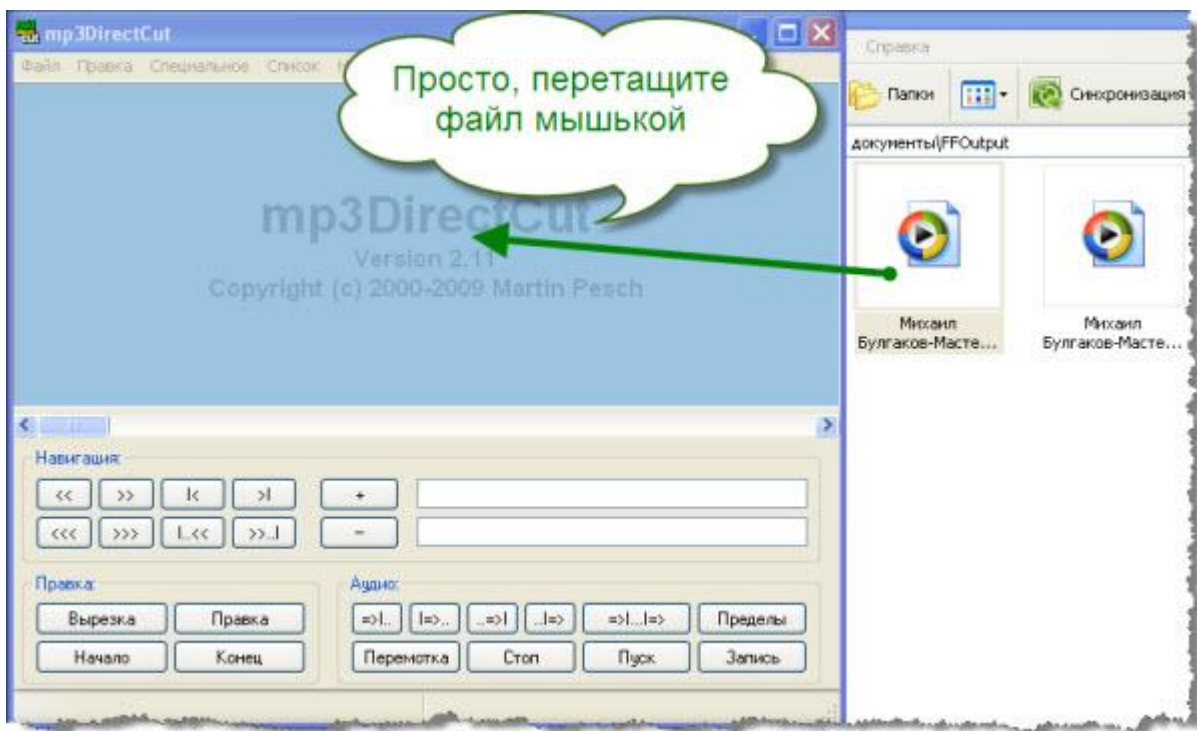 mp3DirectCut
Файл Правка Специальное Список
Просто, перетащите
файл мышькой
mp3DirectCut
Version 2.11
Copyright (c) 2000-2009 Martin Pesch
Навигация:
<< >> |< >| +
<<< >>> |..<< >>..| -
Правка:
Вырезка Правка
Начало Конец
Аудио:
=>|.. |=>.. ..=>| ..|=> =>|...|=> Пределы
Перемотка Стоп Пуск Запись
Справка
Папки Синхронизация
документы\FFOutput
Михаил
Булгаков-Масте...
Михаил
Булгаков-Масте...